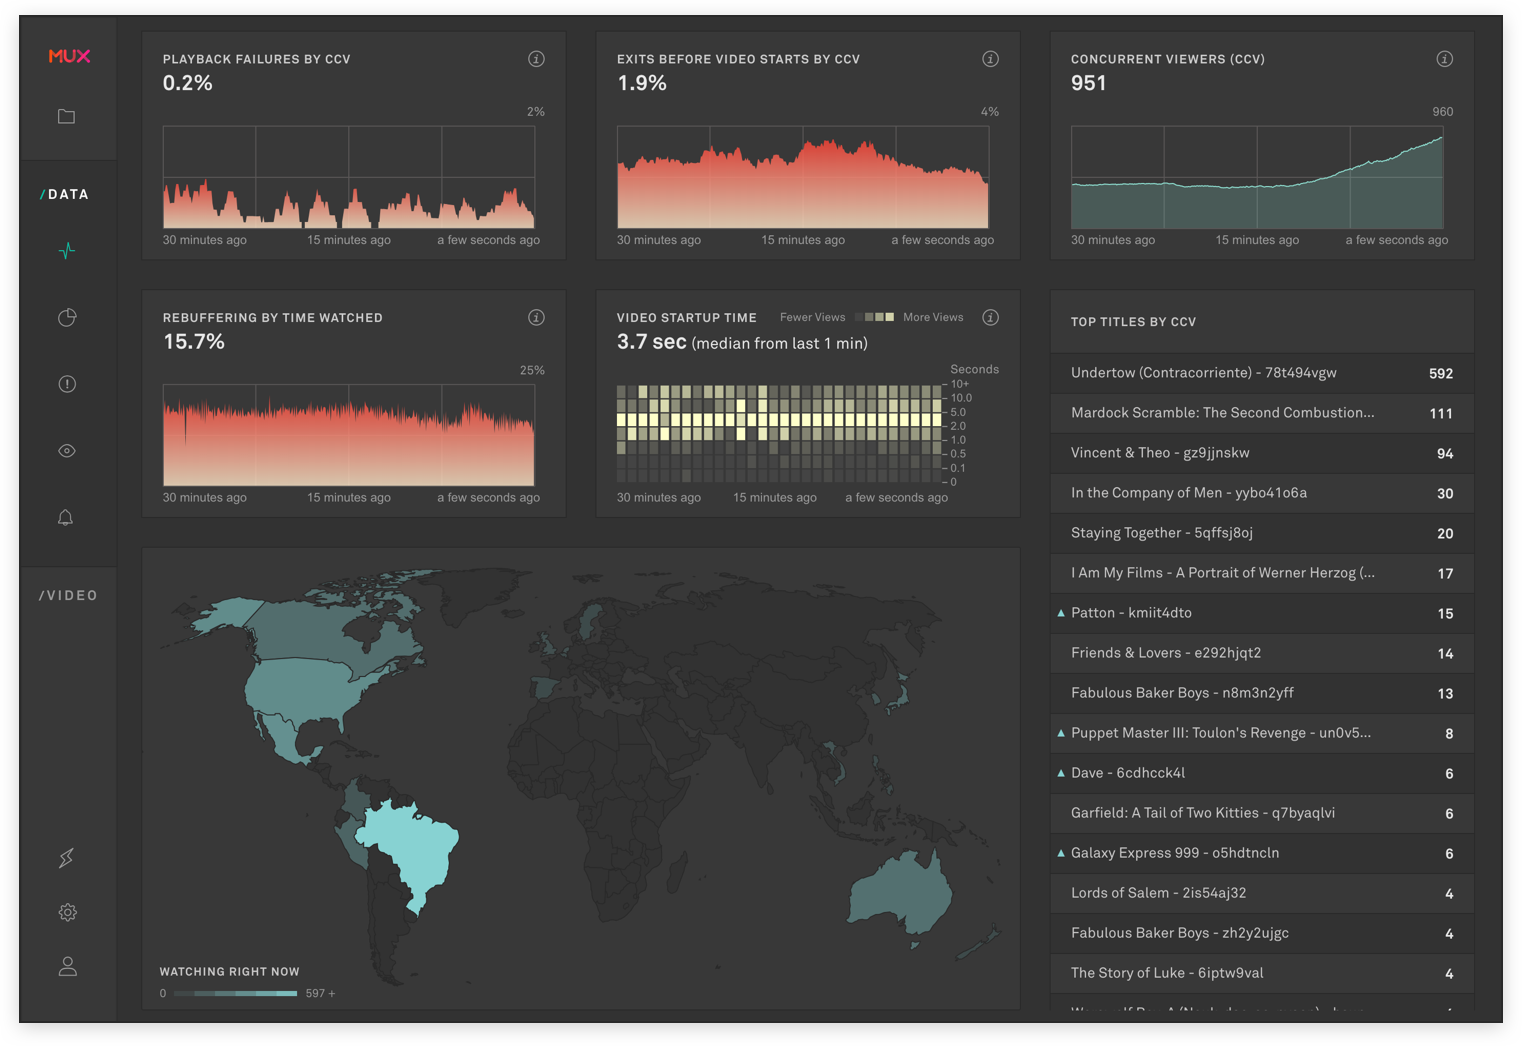 MUX
/DATA
/VIDEO
PLAYBACK FAILURES BY CCV
0.2%
2%
30 minutes ago 15 minutes ago a few seconds ago
EXITS BEFORE VIDEO STARTS BY CCV
1.9%
4%
30 minutes ago 15 minutes ago a few seconds ago
CONCURRENT VIEWERS (CCV)
951
960
30 minutes ago 15 minutes ago a few seconds ago
REBUFFERING BY TIME WATCHED
15.7%
25%
30 minutes ago 15 minutes ago a few seconds ago
VIDEO STARTUP TIME Fewer Views More Views
3.7 sec (median from last 1 min)
Seconds
10+
10.0
5.0
2.0
1.0
0.5
0.1
0
30 minutes ago 15 minutes ago a few seconds ago
TOP TITLES BY CCV
Undertow (Contracorriente) - 78t494vgw 592
Mardock Scramble: The Second Combustion... 111
Vincent & Theo - gz9jjnskw 94
In the Company of Men - yybo41o6a 30
Staying Together - 5qffsj8oj 20
I Am My Films - A Portrait of Werner Herzog (... 17
▲ Patton - kmiit4dto 15
Friends & Lovers - e292hjqt2 14
Fabulous Baker Boys - n8m3n2yff 13
▲ Puppet Master III: Toulon's Revenge - un0v5... 8
▲ Dave - 6cdhcck4l 6
Garfield: A Tail of Two Kitties - q7byaqlvi 6
▲ Galaxy Express 999 - o5hdtncln 6
Lords of Salem - 2is54aj32 4
Fabulous Baker Boys - zh2y2ujgc 4
The Story of Luke - 6iptw9val 4
WATCHING RIGHT NOW
0 597 +